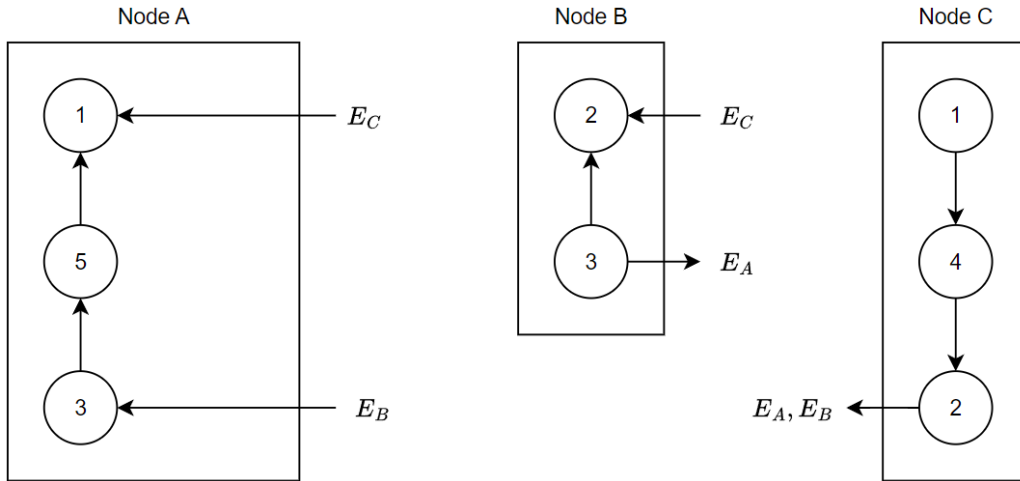 Node A
Node B
Node C
1
E_C
2
E_C
1
5
3
E_A
4
3
E_B
E_A, E_B
2